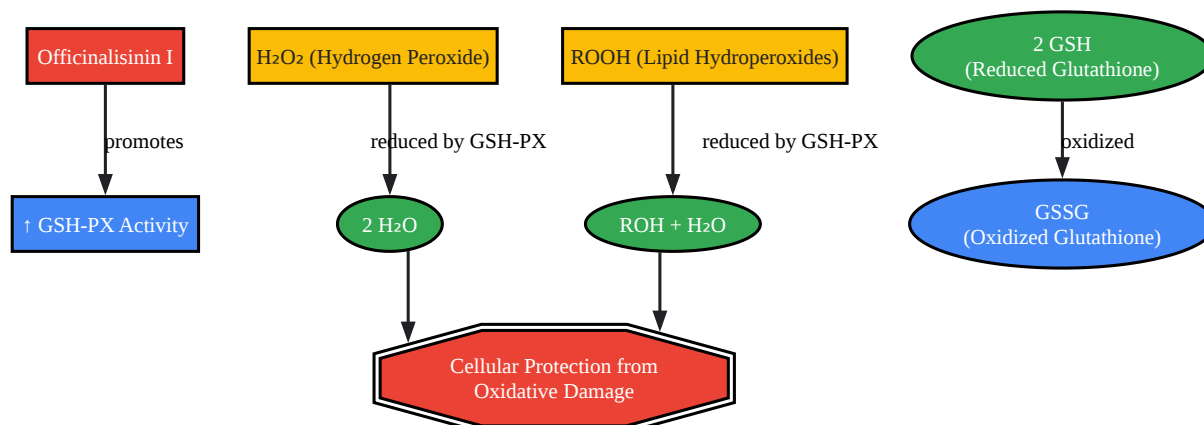 Officinalisinin I
H₂O₂ (Hydrogen Peroxide)
ROOH (Lipid Hydroperoxides)
2 GSH
(Reduced Glutathione)
promotes
reduced by GSH-PX
reduced by GSH-PX
oxidized
↑ GSH-PX Activity
2 H₂O
ROH + H₂O
GSSG
(Oxidized Glutathione)
Cellular Protection from
Oxidative Damage